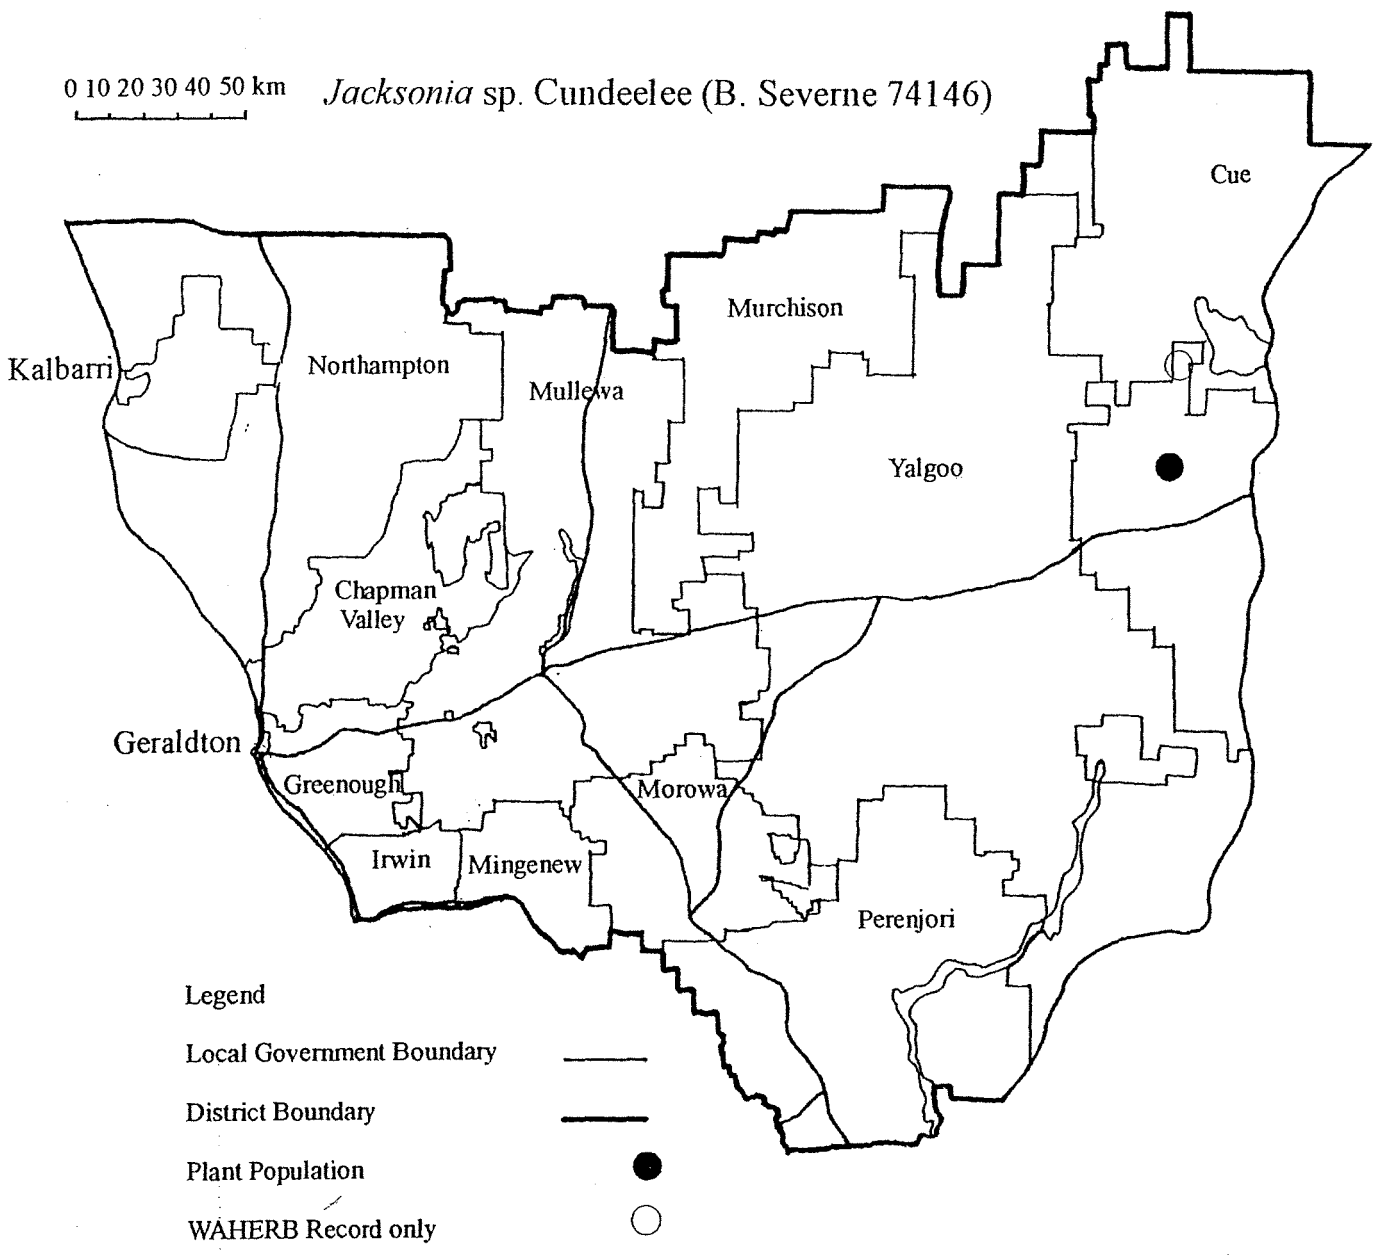 0 10 20 30 40 50 km
Jacksonia sp. Cundeelee (B. Severne 74146)
Cue
Murchison
Kalbarri
Northampton
Mullewa
Yalgoo
Chapman
Valley
Geraldton
Greenough
Morowa
Irwin
Mingenew
Perenjori
Legend
Local Government Boundary
District Boundary
Plant Population
WAHERB Record only